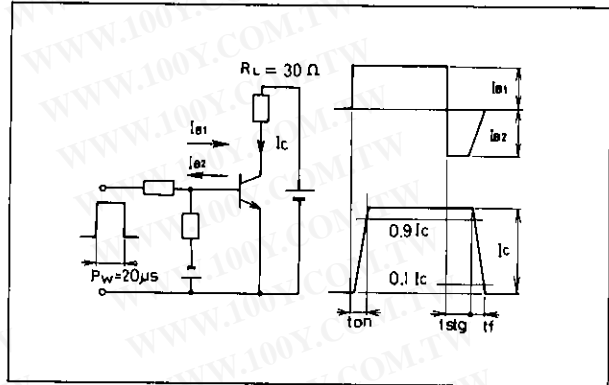 WWW.100Y.COM.TW
RL = 30 Ω
IB1
IB2
Ic
PW=20μs
IB1
IB2
0.9 Ic
Ic
0.1 Ic
ton
tstg
tf